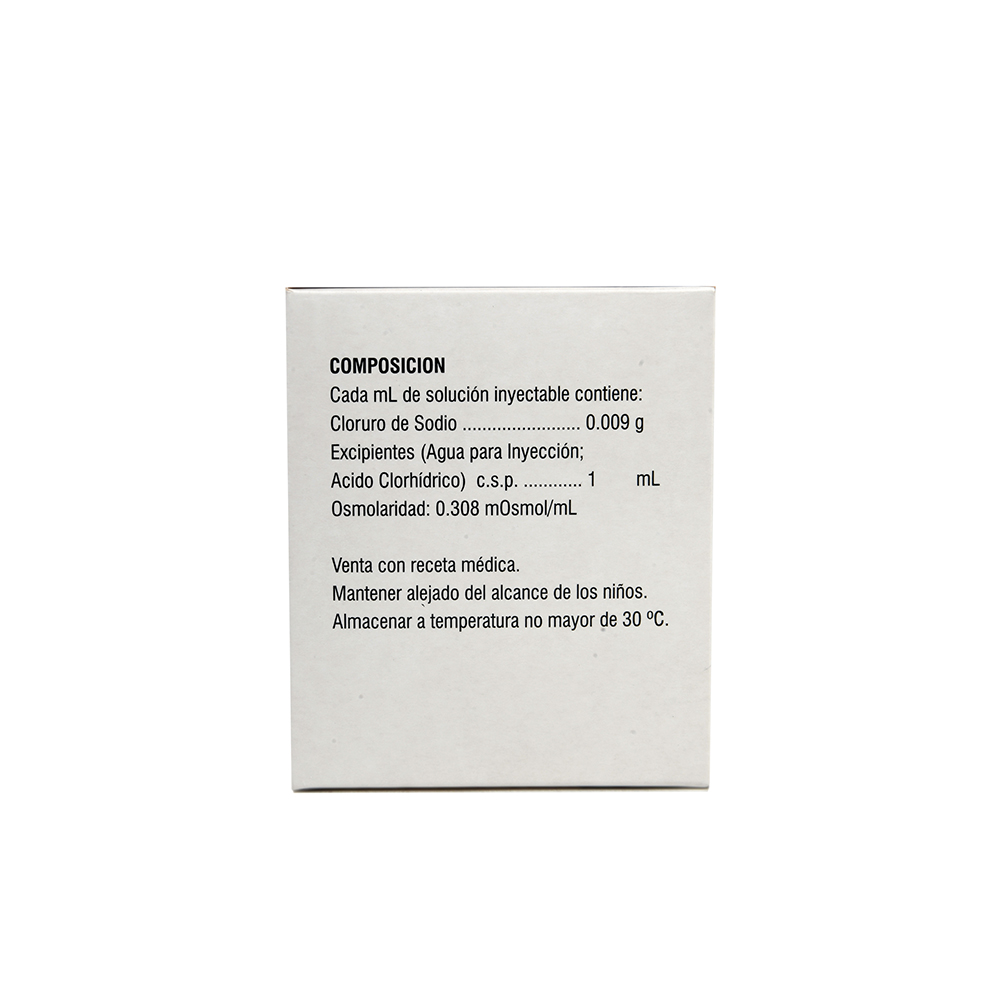 COMPOSICION
Cada mL de solución inyectable contiene:
Cloruro de Sodio ........................ 0.009 g
Excipientes (Agua para Inyección;
Acido Clorhídrico) c.s.p. ............ 1 mL
Osmolaridad: 0.308 mOsmol/mL
Venta con receta médica.
Mantener alejado del alcance de los niños.
Almacenar a temperatura no mayor de 30 ºC.